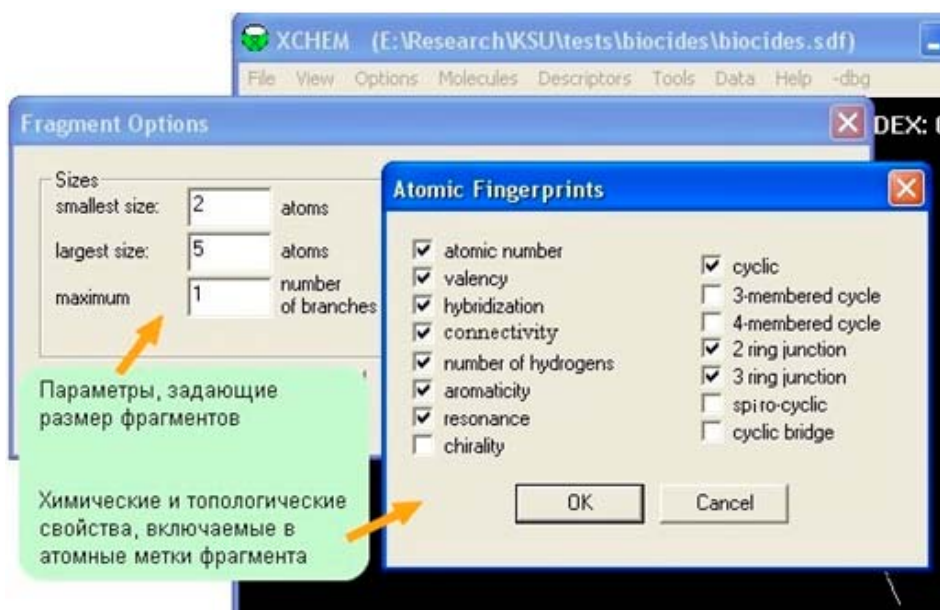 XCHEM (E:\Research\KSU\tests\biocides\biocides.sdf)
File View Options Molecules Descriptors Tools Data Help -dbg
Fragment Options
DEX:
Sizes
smallest size: 2 atoms
largest size: 5 atoms
maximum 1 number
of branches
Параметры, задающие
размер фрагментов
Химические и топологические
свойства, включаемые в
атомные метки фрагмента
Atomic Fingerprints
atomic number
valency
hybridization
connectivity
number of hydrogens
aromaticity
resonance
chirality
cyclic
3-membered cycle
4-membered cycle
2 ring junction
3 ring junction
spiro-cyclic
cyclic bridge
OK Cancel